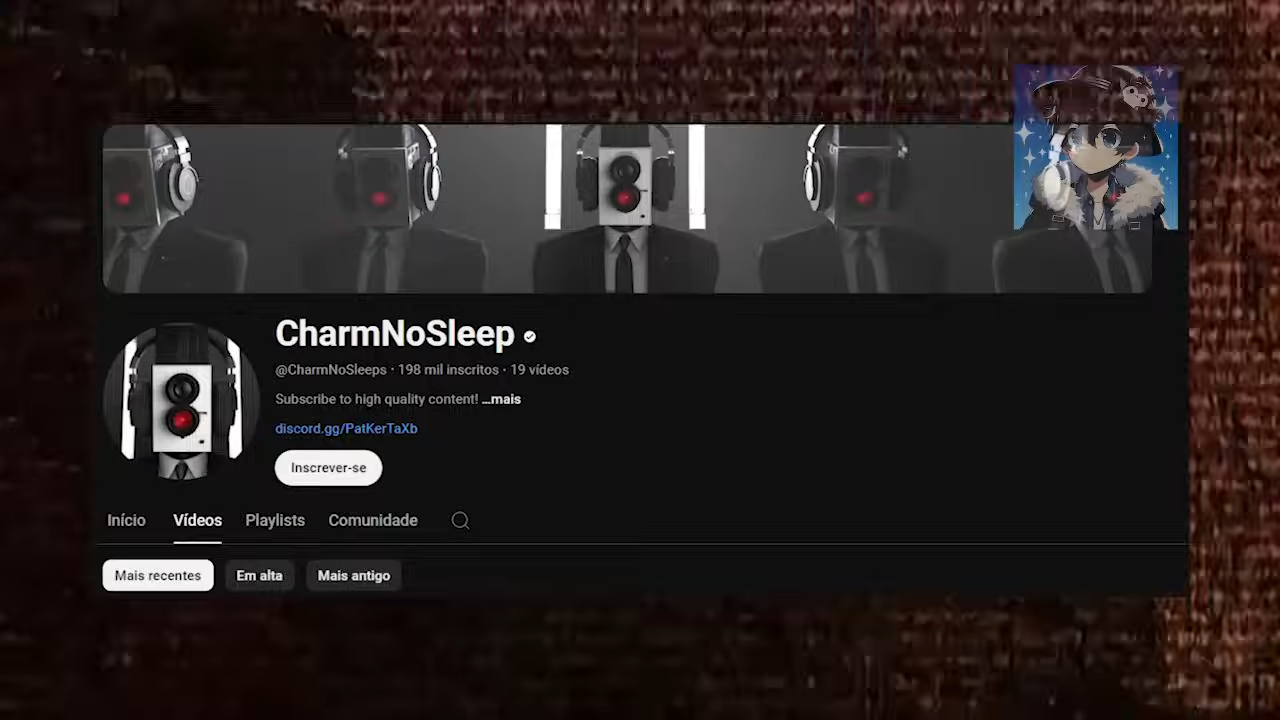 CharmNoSleep
@CharmNoSleeps · 198 mil inscritos · 19 vídeos
Subscribe to high quality content! ...mais
discord.gg/PatKerTaXb
Inscrever-se
Início Vídeos Playlists Comunidade
Mais recentes Em alta Mais antigo